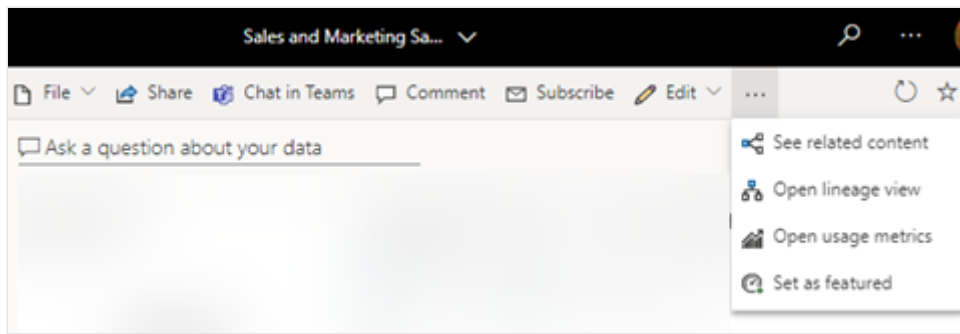 Sales and Marketing Sa...
File Share Chat in Teams Comment Subscribe Edit ...
Ask a question about your data
See related content
Open lineage view
Open usage metrics
Set as featured